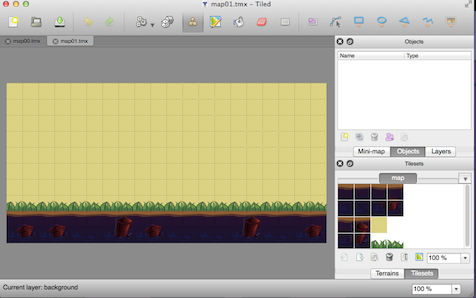 map01.tmx – Tiled
map00.tmx
map01.tmx
Objects
Name Type
Mini-map Objects Layers
Tilesets
map
100 %
Terrains Tilesets
Current layer: background
100 %